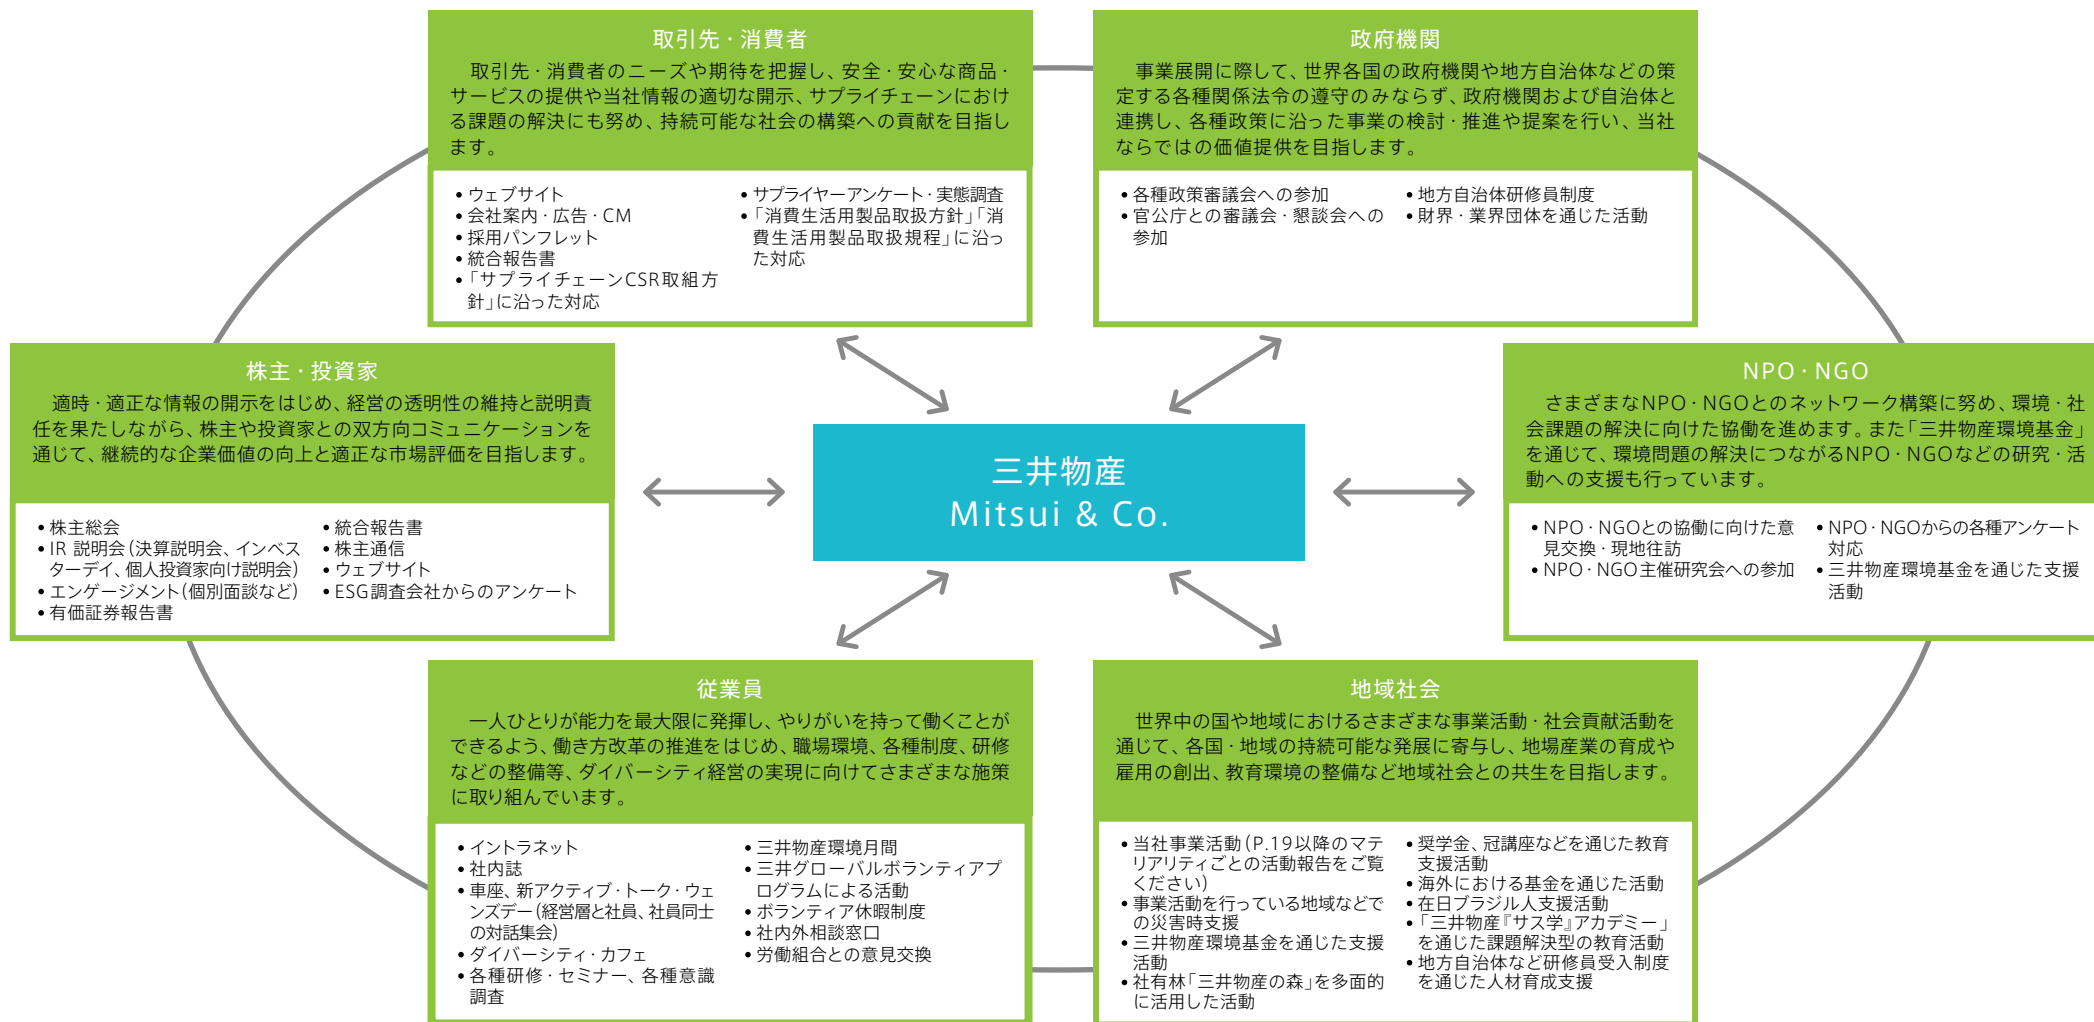 取引先・消費者
取引先・消費者のニーズや期待を把握し、安全・安心な商品・
サービスの提供や当社情報の適切な開示、サプライチェーンにおけ
る課題の解決にも努め、持続可能な社会の構築への貢献を目指し
ます。
• ウェブサイト
• 会社案内・広告・CM
• 採用パンフレット
• 統合報告書
• 「サプライチェーンCSR取組方
針」に沿った対応
• サプライヤーアンケート・実態調査
• 「消費生活用製品取扱方針」「消
費生活用製品取扱規程」に沿っ
た対応
政府機関
事業展開に際して、世界各国の政府機関や地方自治体などの策
定する各種関係法令の遵守のみならず、政府機関および自治体と
連携し、各種政策に沿った事業の検討・推進や提案を行い、当社
ならではの価値提供を目指します。
• 各種政策審議会への参加
• 官公庁との審議会・懇談会への
参加
• 地方自治体研修員制度
• 財界・業界団体を通じた活動
株主・投資家
適時・適正な情報の開示をはじめ、経営の透明性の維持と説明責
任を果たしながら、株主や投資家との双方向コミュニケーションを
通じて、継続的な企業価値の向上と適正な市場評価を目指します。
• 株主総会
• IR 説明会(決算説明会、インベス
ターデイ、個人投資家向け説明会)
• エンゲージメント(個別面談など)
• 有価証券報告書
• 統合報告書
• 株主通信
• ウェブサイト
• ESG調査会社からのアンケート
三井物産
Mitsui & Co.
NPO・NGO
さまざまなNPO・NGOとのネットワーク構築に努め、環境・社
会課題の解決に向けた協働を進めます。また「三井物産環境基金」
を通じて、環境問題の解決につながるNPO・NGOなどの研究・活
動への支援も行っています。
• NPO・NGOとの協働に向けた意
見交換・現地往訪
• NPO・NGO主催研究会への参加
• NPO・NGOからの各種アンケート
対応
• 三井物産環境基金を通じた支援
活動
従業員
一人ひとりが能力を最大限に発揮し、やりがいを持って働くことが
できるよう、働き方改革の推進をはじめ、職場環境、各種制度、研修
などの整備等、ダイバーシティ経営の実現に向けてさまざまな施策
に取り組んでいます。
• イントラネット
• 社内誌
• 車座、新アクティブ・トーク・ウェ
ンズデー(経営層と社員、社員同士
の対話集会)
• ダイバーシティ・カフェ
• 各種研修・セミナー、各種意識
調査
• 三井物産環境月間
• 三井グローバルボランティアプ
ログラムによる活動
• ボランティア休暇制度
• 社内外相談窓口
• 労働組合との意見交換
地域社会
世界中の国や地域におけるさまざまな事業活動・社会貢献活動を
通じて、各国・地域の持続可能な発展に寄与し、地場産業の育成や
雇用の創出、教育環境の整備など地域社会との共生を目指します。
• 当社事業活動(P.19以降のマテ
リアリティごとの活動報告をご覧
ください)
• 事業活動を行っている地域などで
の災害時支援
• 三井物産環境基金を通じた支援
活動
• 社有林「三井物産の森」を多面的
に活用した活動
• 奨学金、冠講座などを通じた教育
支援活動
• 海外における基金を通じた活動
• 在日ブラジル人支援活動
• 「三井物産『サス学』アカデミー」
を通じた課題解決型の教育活動
• 地方自治体など研修員受入制度
を通じた人材育成支援